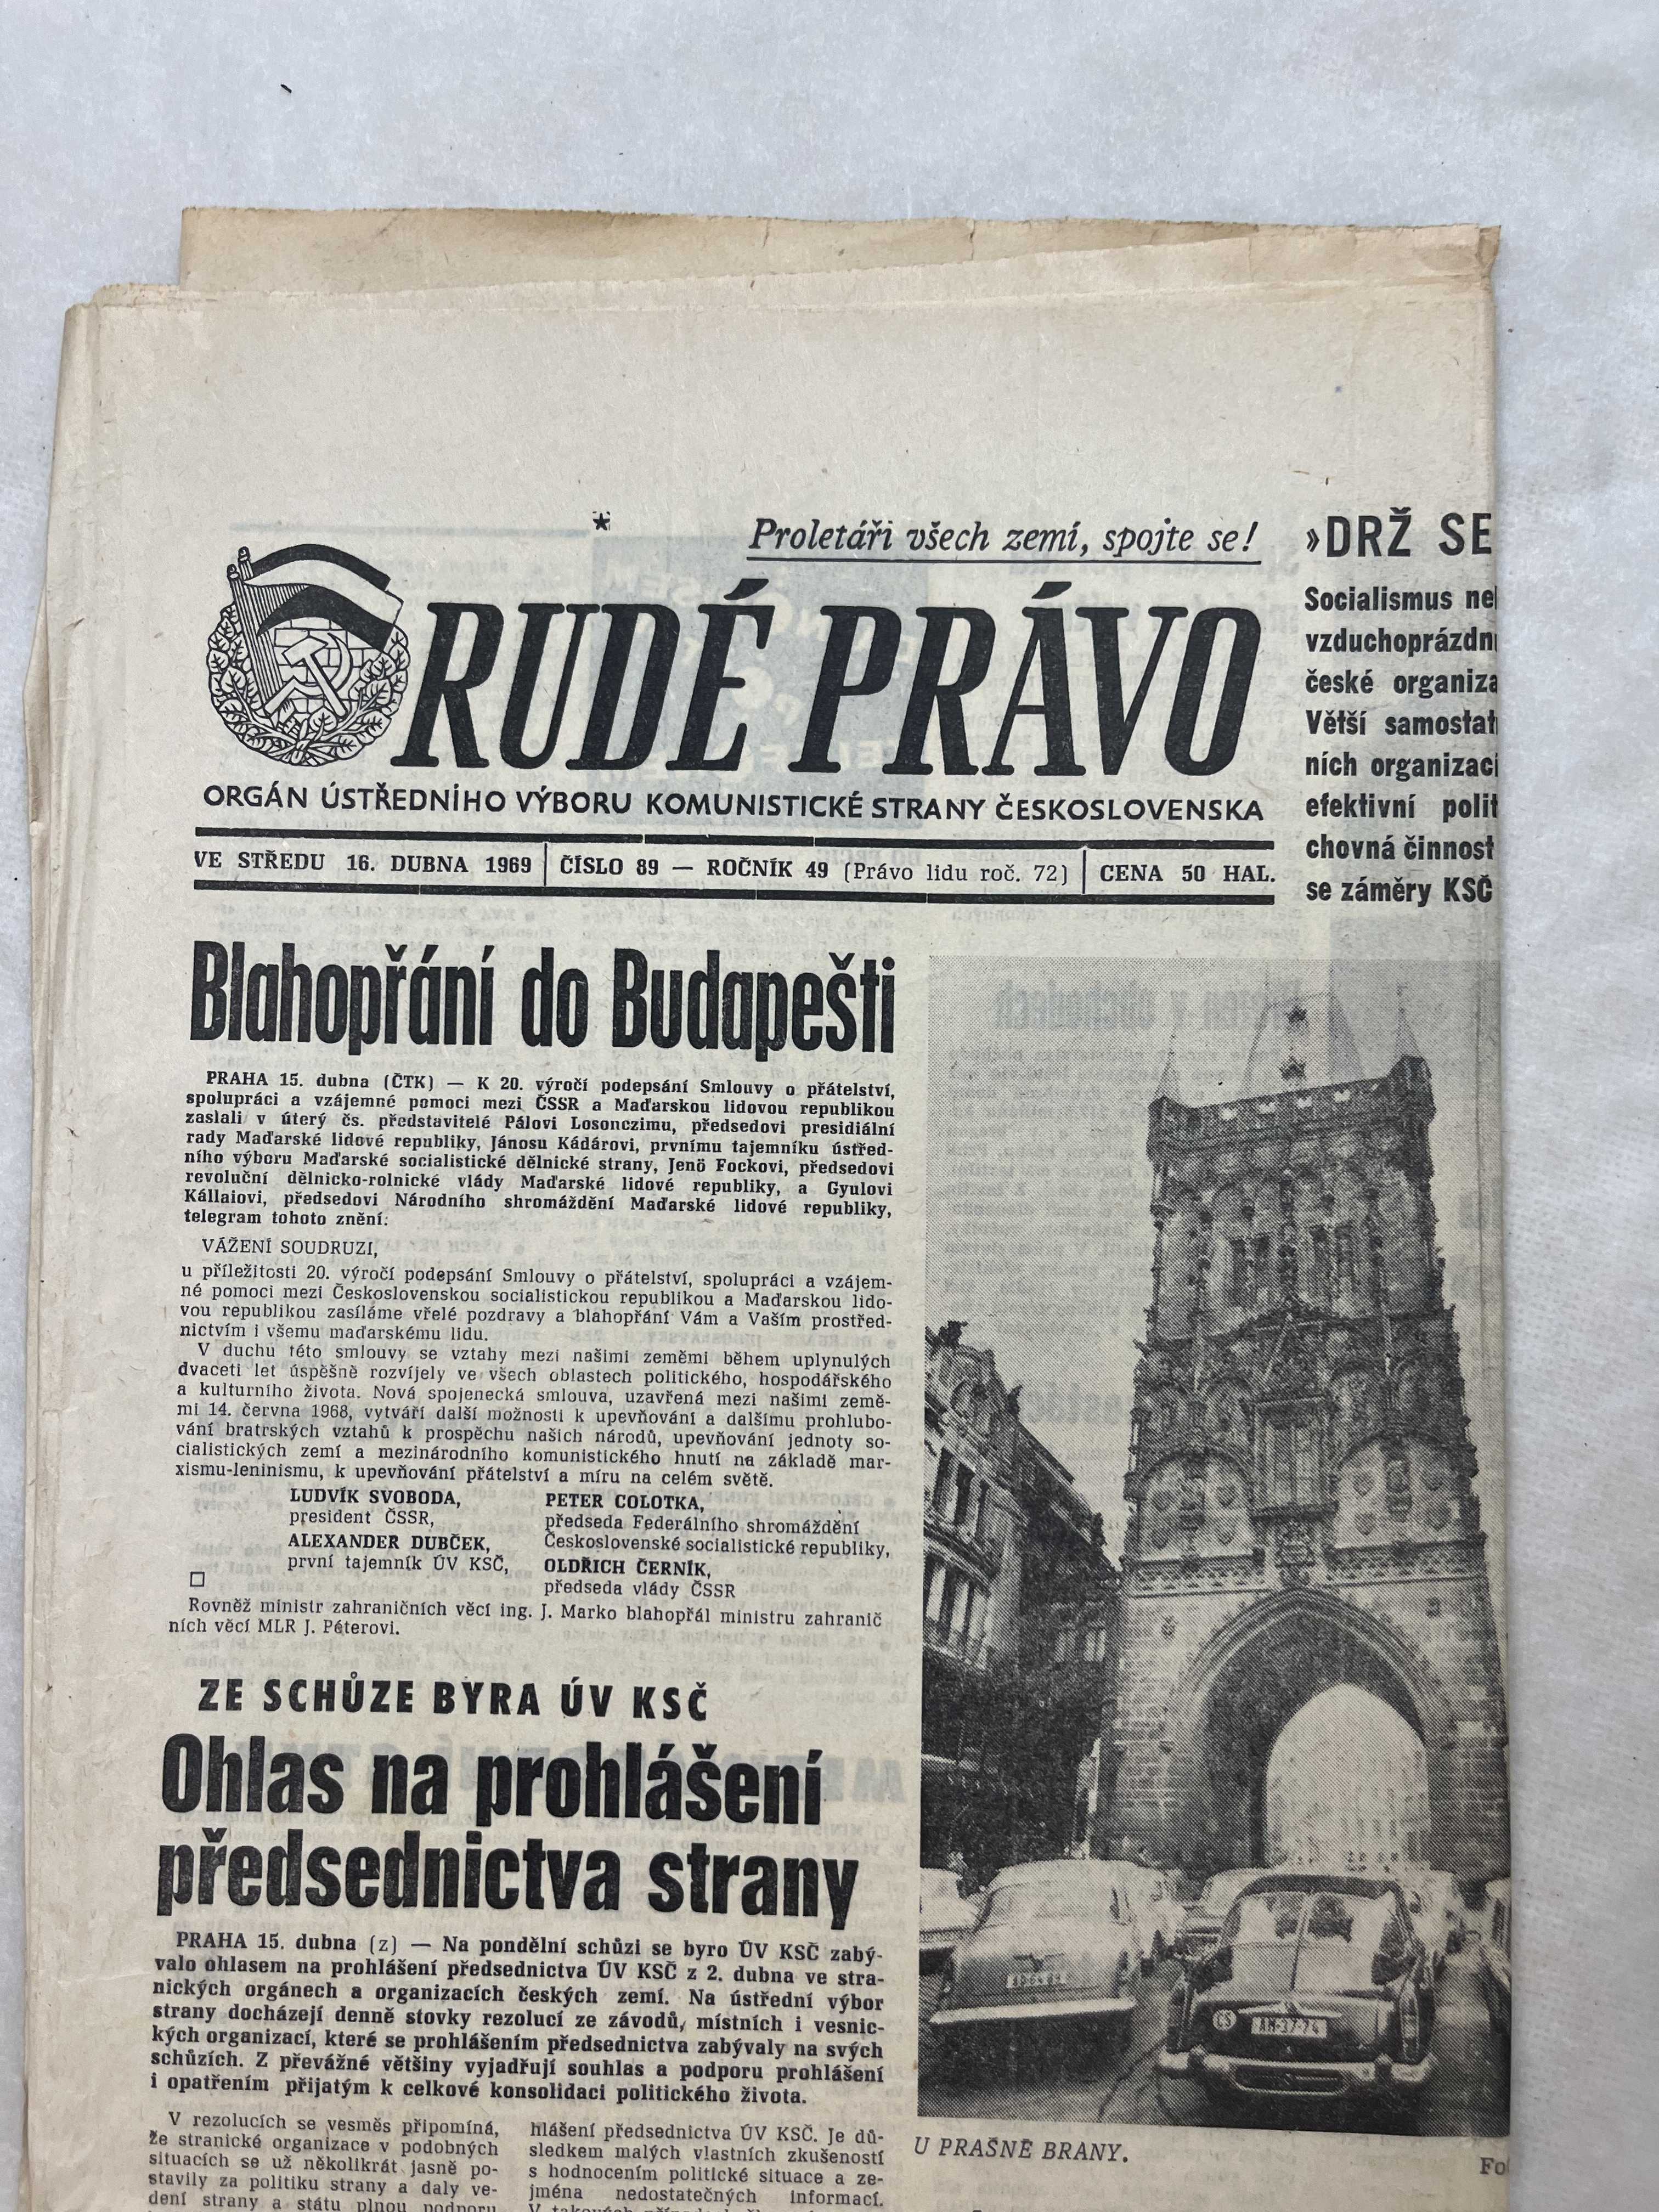 Proletáři všech zemí, spojte se!
RUDÉ PRÁVO
ORGÁN ÚSTŘEDNÍHO VÝBORU KOMUNISTICKÉ STRANY ČESKOSLOVENSKA
VE STŘEDU 16. DUBNA 1969 | ČÍSLO 89 — ROČNÍK 49 (Právo lidu roč. 72) | CENA 50 HAL.
»DRŽ SE
Socialismus ne
vzduchoprázdn
české organiza
Větší samostat
ních organizac
efektivní polit
chovná činnost
se záměry KSČ
Blahopřání do Budapešti
PRAHA 15. dubna (ČTK) — K 20. výročí podepsání Smlouvy o přátelství,
spolupráci a vzájemné pomoci mezi ČSSR a Maďarskou lidovou republikou
zaslali v úterý čs. představitelé Pálovi Losonczimu, předsedovi presidiální
rady Maďarské lidové republiky, Jánosu Kádárovi, prvnímu tajemníku ústřed-
ního výboru Maďarské socialistické dělnické strany, Jenö Fockovi, předsedovi
revoluční dělnicko-rolnické vlády Maďarské lidové republiky, a Gyulovi
Kállaiovi, předsedovi Národního shromáždění Maďarské lidové republiky,
telegram tohoto znění:
VÁŽENÍ SOUDRUZI,
u příležitosti 20. výročí podepsání Smlouvy o přátelství, spolupráci a vzájem-
né pomoci mezi Československou socialistickou republikou a Maďarskou lido-
vou republikou zasíláme vřelé pozdravy a blahopřání Vám a Vaším prostřed-
nictvím i všemu maďarskému lidu.
V duchu této smlouvy se vztahy mezi našimi zeměmi během uplynulých
dvaceti let úspěšně rozvíjely ve všech oblastech politického, hospodářského
a kulturního života. Nová spojenecká smlouva, uzavřená mezi našimi země-
mi 14. června 1968, vytváří další možnosti k upevňování a dalšímu prohlubo-
vání bratrských vztahů k prospěchu našich národů, upevňování jednoty so-
cialistických zemí a mezinárodního komunistického hnutí na základě mar-
xismu-leninismu, k upevňování přátelství a míru na celém světě.
LUDVÍK SVOBODA,
president ČSSR,
ALEXANDER DUBČEK,
první tajemník ÚV KSČ,
PETER COLOTKA,
předseda Federálního shromáždění
Československé socialistické republiky,
OLDŘICH ČERNÍK,
předseda vlády ČSSR
Rovněž ministr zahraničních věcí ing. J. Marko blahopřál ministru zahranič
ních věcí MLR J. Péterovi.
ZE SCHŮZE BYRA ÚV KSČ
Ohlas na prohlášení
předsednictva strany
PRAHA 15. dubna (z) — Na pondělní schůzi se byro ÚV KSČ zabý-
valo ohlasem na prohlášení předsednictva ÚV KSČ z 2. dubna ve stra-
nických orgánech a organizacích českých zemí. Na ústřední výbor
strany docházejí denně stovky rezolucí ze závodů, místních i vesnic-
kých organizací, které se prohlášením předsednictva zabývaly na svých
schůzích. Z převážné většiny vyjadřují souhlas a podporu prohlášení
i opatřením přijatým k celkové konsolidaci politického života.
V rezolucích se vesměs připomíná,
že stranické organizace v podobných
situacích se už několikrát jasně po-
stavily za politiku strany a daly ve-
dení strany a státu plnou podporu
hlášení předsednictva ÚV KSČ. Je dů-
sledkem malých vlastních zkušeností
s hodnocením politické situace a ze-
jména nedostatečných informací.
CS
AM-37-74
U PRAŠNÉ BRANY.
Fo